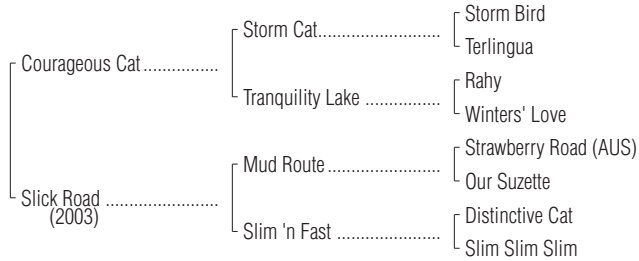 Storm Bird
Storm Cat
Terlingua
Courageous Cat
Rahy
Tranquility Lake
Winters' Love
Strawberry Road (AUS)
Mud Route
Our Suzette
Slick Road
(2003)
Distinctive Cat
Slim 'n Fast
Slim Slim Slim